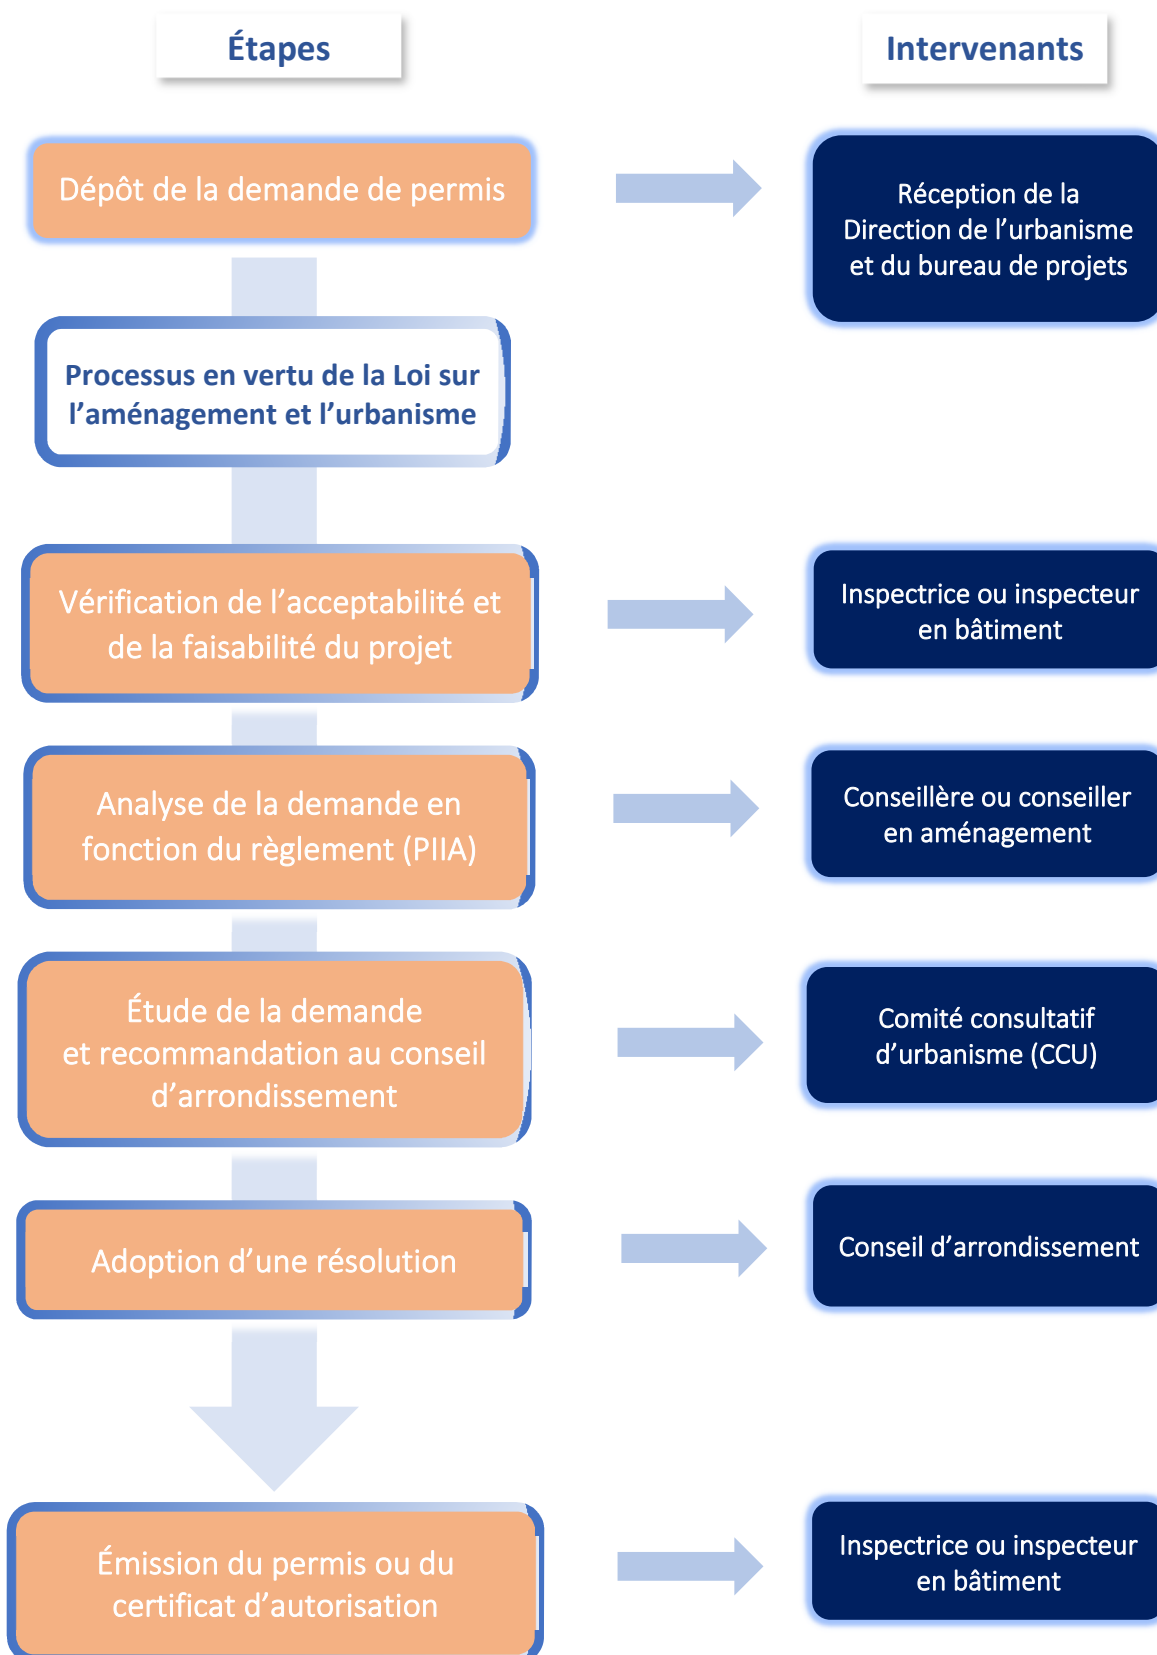 Étapes
Intervenants
Dépôt de la demande de permis
Réception de la
Direction de l’urbanisme
et du bureau de projets
Processus en vertu de la Loi sur
l’aménagement et l’urbanisme
Vérification de l’acceptabilité et
de la faisabilité du projet
Inspectrice ou inspecteur
en bâtiment
Analyse de la demande en
fonction du règlement (PIIA)
Conseillère ou conseiller
en aménagement
Étude de la demande
et recommandation au conseil
d’arrondissement
Comité consultatif
d’urbanisme (CCU)
Adoption d’une résolution
Conseil d’arrondissement
Émission du permis ou du
certificat d’autorisation
Inspectrice ou inspecteur
en bâtiment